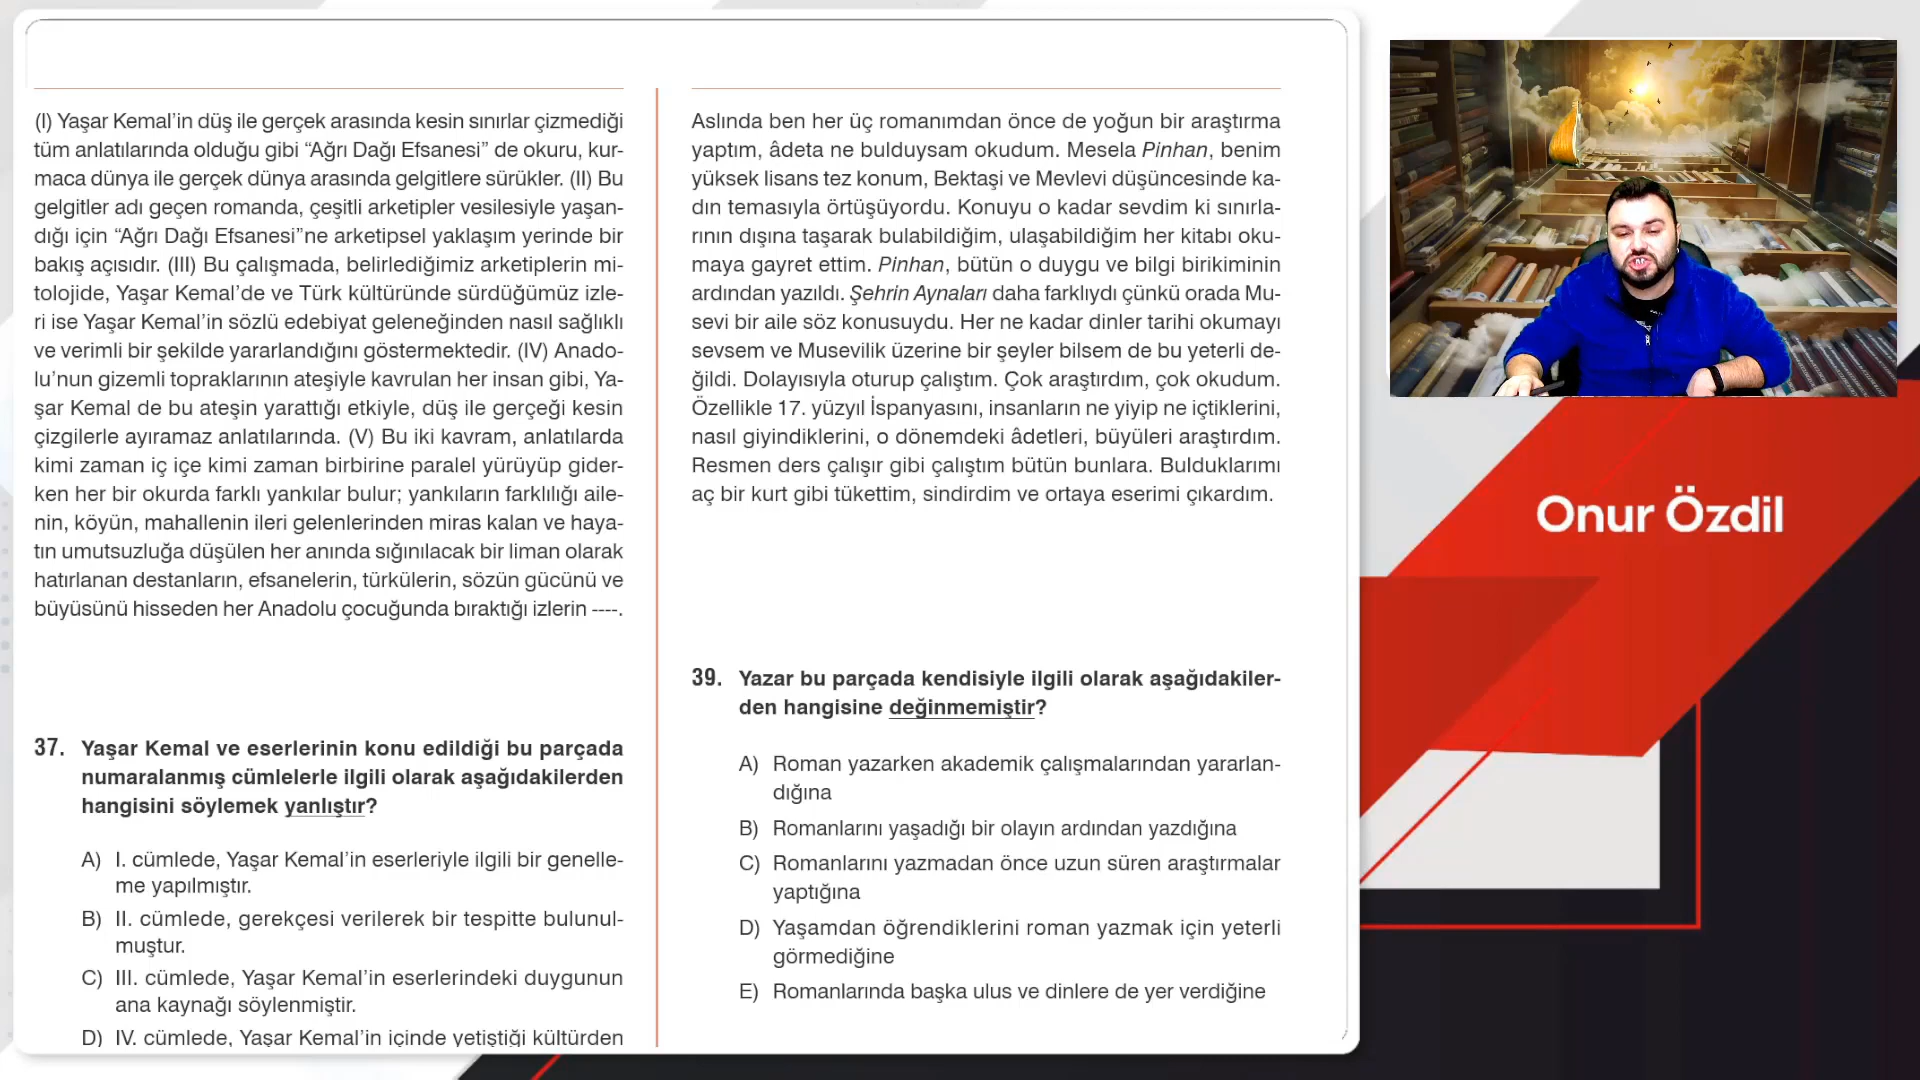 (I) Yaşar Kemal’in düş ile gerçek arasında kesin sınırlar çizmediği
tüm anlatılarında olduğu gibi “Ağrı Dağı Efsanesi” de okuru, kur-
maca dünya ile gerçek dünya arasında gelgitlere sürükler. (II) Bu
gelgitler adı geçen romanda, çeşitli arketipler vesilesiyle yaşan-
dığı için “Ağrı Dağı Efsanesi”ne arketipsel yaklaşım yerinde bir
bakış açısıdır. (III) Bu çalışmada, belirlediğimiz arketiplerin mi-
tolojide, Yaşar Kemal’de ve Türk kültüründe sürdüğümüz izle-
ri ise Yaşar Kemal’in sözlü edebiyat geleneğinden nasıl sağlıklı
ve verimli bir şekilde yararlandığını göstermektedir. (IV) Anado-
lu’nun gizemli topraklarının ateşiyle kavrulan her insan gibi, Ya-
şar Kemal de bu ateşin yarattığı etkiyle, düş ile gerçeği kesin
çizgilerle ayıramaz anlatılarında. (V) Bu iki kavram, anlatılarda
kimi zaman iç içe kimi zaman birbirine paralel yürüyüp gider-
ken her bir okurda farklı yankılar bulur; yankıların farklılığı aile-
nin, köyün, mahallenin ileri gelenlerinden miras kalan ve haya-
tın umutsuzluğa düşülen her anında sığınılacak bir liman olarak
hatırlanan destanların, efsanelerin, türkülerin, sözün gücünü ve
büyüsünü hisseden her Anadolu çocuğunda bıraktığı izlerin ----.
37. Yaşar Kemal ve eserlerinin konu edildiği bu parçada
numaralanmış cümlelerle ilgili olarak aşağıdakilerden
hangisini söylemek yanlıştır?
A) I. cümlede, Yaşar Kemal’in eserleriyle ilgili bir genelle-
me yapılmıştır.
B) II. cümlede, gerekçesi verilerek bir tespitte bulunul-
muştur.
C) III. cümlede, Yaşar Kemal’in eserlerindeki duygunun
ana kaynağı söylenmiştir.
D) IV. cümlede, Yaşar Kemal’in içinde yetiştiği kültürden
Aslında ben her üç romanımdan önce de yoğun bir araştırma
yaptım, âdeta ne bulduysam okudum. Mesela Pinhan, benim
yüksek lisans tez konum, Bektaşi ve Mevlevi düşüncesinde ka-
dın temasıyla örtüşüyordu. Konuyu o kadar sevdim ki sınırla-
rının dışına taşarak bulabildiğim, ulaşabildiğim her kitabı oku-
maya gayret ettim. Pinhan, bütün o duygu ve bilgi birikiminin
ardından yazıldı. Şehrin Aynaları daha farklıydı çünkü orada Mu-
sevi bir aile söz konusuydu. Her ne kadar dinler tarihi okumayı
sevsem ve Musevilik üzerine bir şeyler bilsem de bu yeterli de-
ğildi. Dolayısıyla oturup çalıştım. Çok araştırdım, çok okudum.
Özellikle 17. yüzyıl İspanyasını, insanların ne yiyip ne içtiklerini,
nasıl giyindiklerini, o dönemdeki âdetleri, büyüleri araştırdım.
Resmen ders çalışır gibi çalıştım bütün bunlara. Bulduklarımı
aç bir kurt gibi tükettim, sindirdim ve ortaya eserimi çıkardım.
39. Yazar bu parçada kendisiyle ilgili olarak aşağıdakiler-
den hangisine değinmemiştir?
A) Roman yazarken akademik çalışmalarından yararlan-
dığına
B) Romanlarını yaşadığı bir olayın ardından yazdığına
C) Romanlarını yazmadan önce uzun süren araştırmalar
yaptığına
D) Yaşamdan öğrendiklerini roman yazmak için yeterli
görmediğine
E) Romanlarında başka ulus ve dinlere de yer verdiğine
Onur Özdil